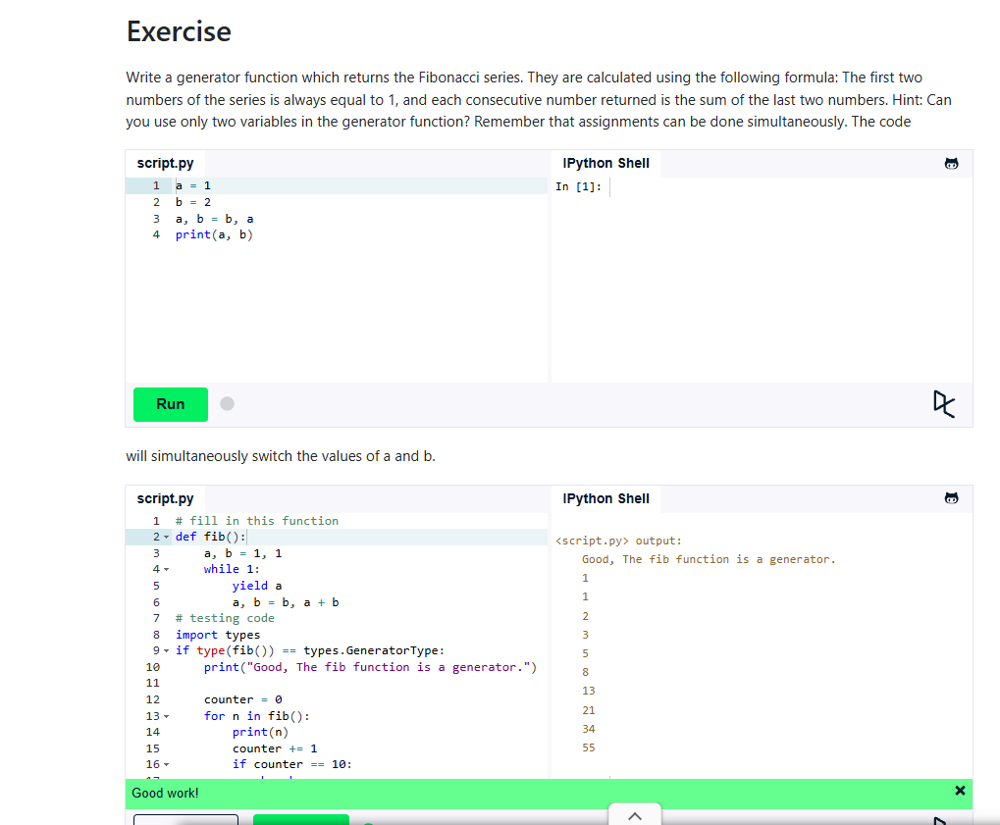 Exercise
Write a generator function which returns the Fibonacci series. They are calculated using the following formula: The first two
numbers of the series is always equal to 1, and each consecutive number returned is the sum of the last two numbers. Hint: Can
you use only two variables in the generator function? Remember that assignments can be done simultaneously. The code
script.py
1 a = 1
2 b = 2
3 a, b = b, a
4 print(a, b)
IPython Shell
In [1]:
Run
will simultaneously switch the values of a and b.
script.py
1 # fill in this function
2 def fib():
3     a, b = 1, 1
4     while 1:
5         yield a
6         a, b = b, a + b
7 # testing code
8 import types
9 if type(fib()) == types.GeneratorType:
10     print("Good, The fib function is a generator.")
11
12     counter = 0
13     for n in fib():
14         print(n)
15         counter += 1
16         if counter == 10:
IPython Shell
<script.py> output:
Good, The fib function is a generator.
1
1
2
3
5
8
13
21
34
55
Good work!